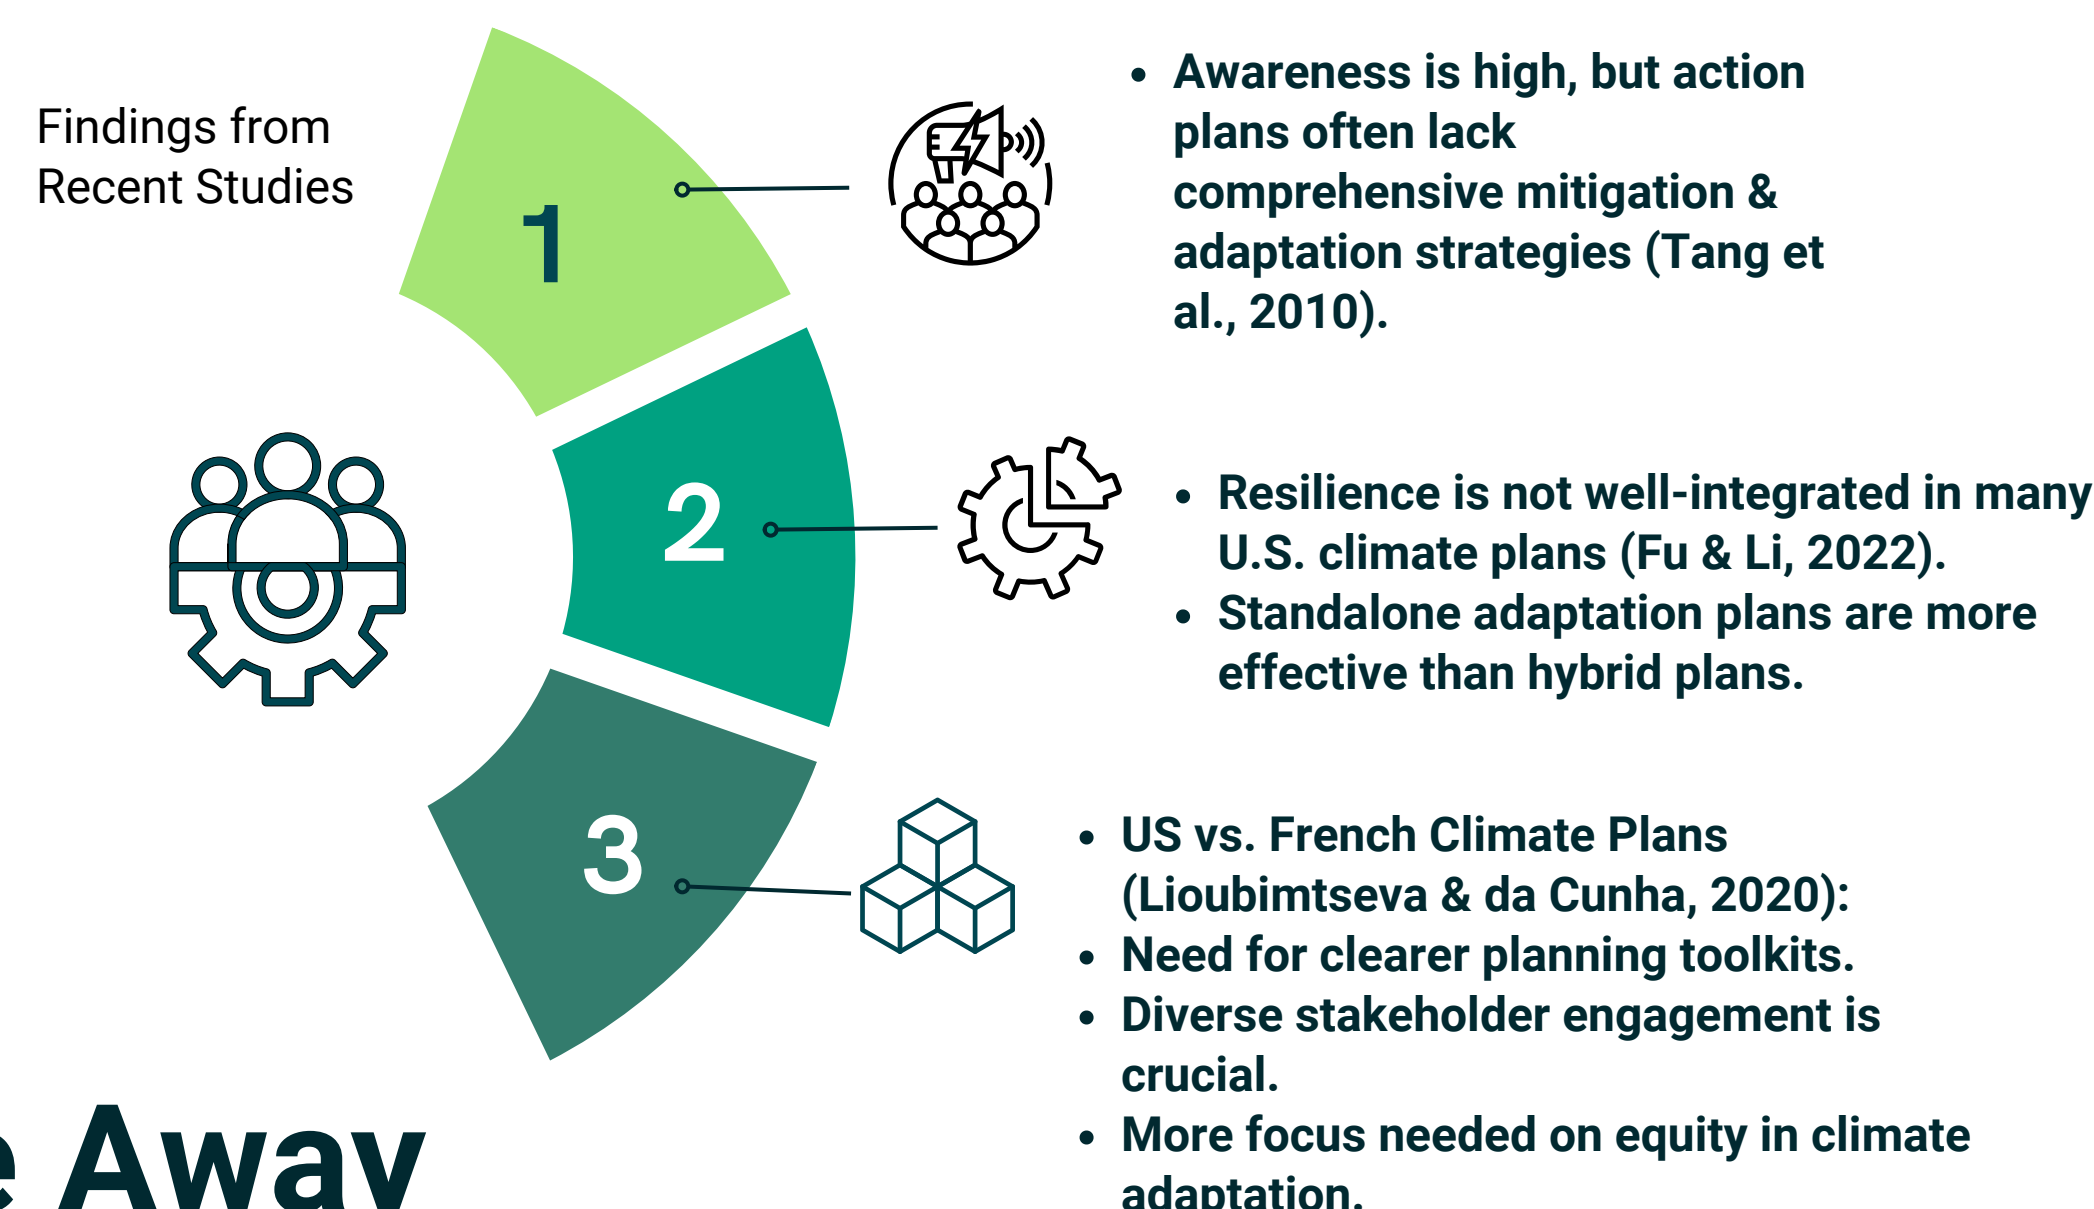 Findings from
Recent Studies
1
• Awareness is high, but action
plans often lack
comprehensive mitigation &
adaptation strategies (Tang et
al., 2010).
2
• Resilience is not well-integrated in many
U.S. climate plans (Fu & Li, 2022).
• Standalone adaptation plans are more
effective than hybrid plans.
3
• US vs. French Climate Plans
(Lioubimtseva & da Cunha, 2020):
• Need for clearer planning toolkits.
• Diverse stakeholder engagement is
crucial.
• More focus needed on equity in climate
adaptation.
e Away